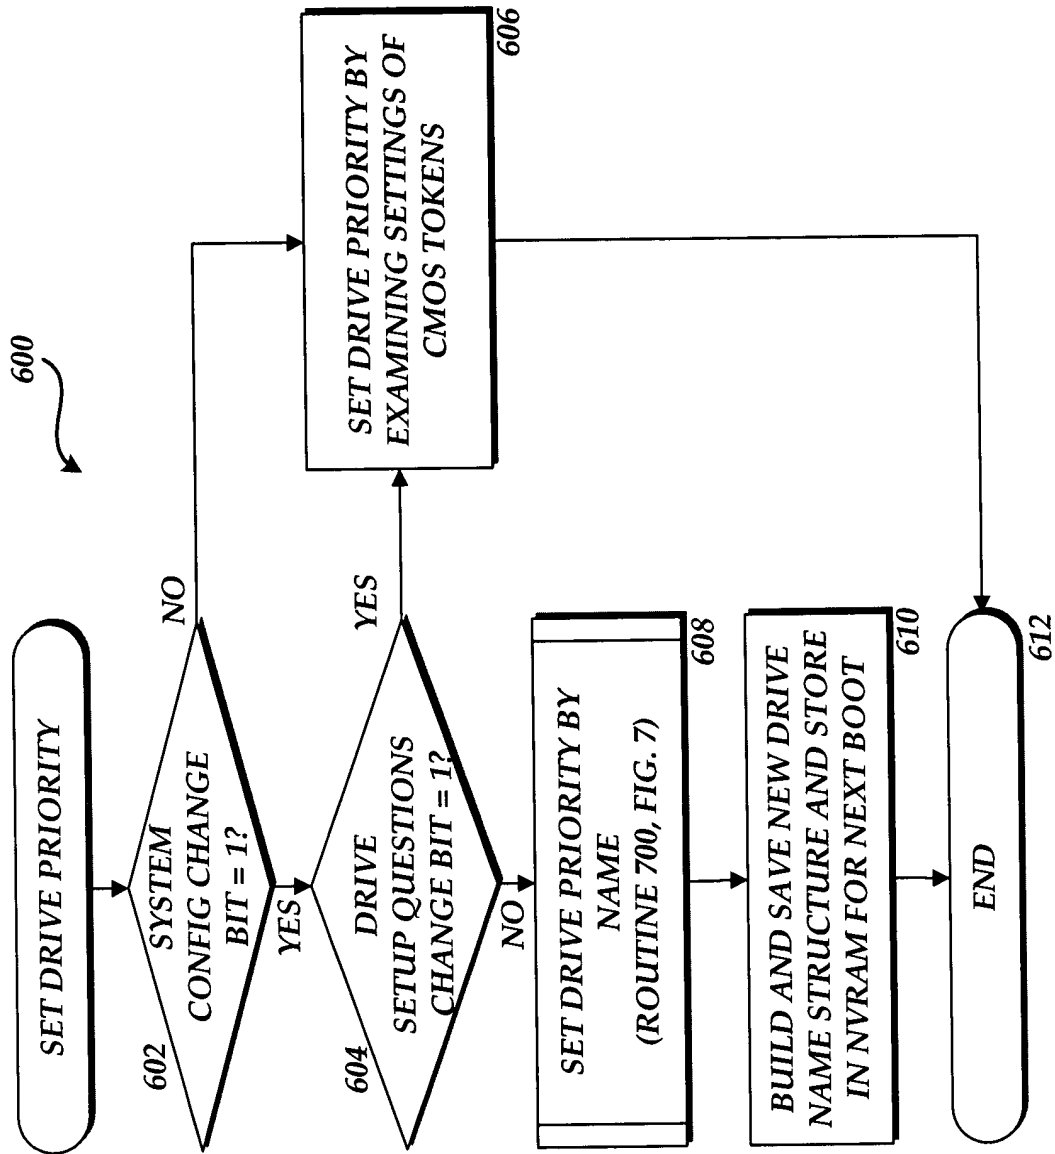 600
SET DRIVE PRIORITY
602
SYSTEM
CONFIG CHANGE
BIT = 1?
NO
YES
604
DRIVE
SETUP QUESTIONS
CHANGE BIT = 1?
YES
NO
SET DRIVE PRIORITY BY
EXAMINING SETTINGS OF
CMOS TOKENS
606
SET DRIVE PRIORITY BY
NAME
(ROUTINE 700, FIG. 7)
608
BUILD AND SAVE NEW DRIVE
NAME STRUCTURE AND STORE
IN NVRAM FOR NEXT BOOT
610
END
612